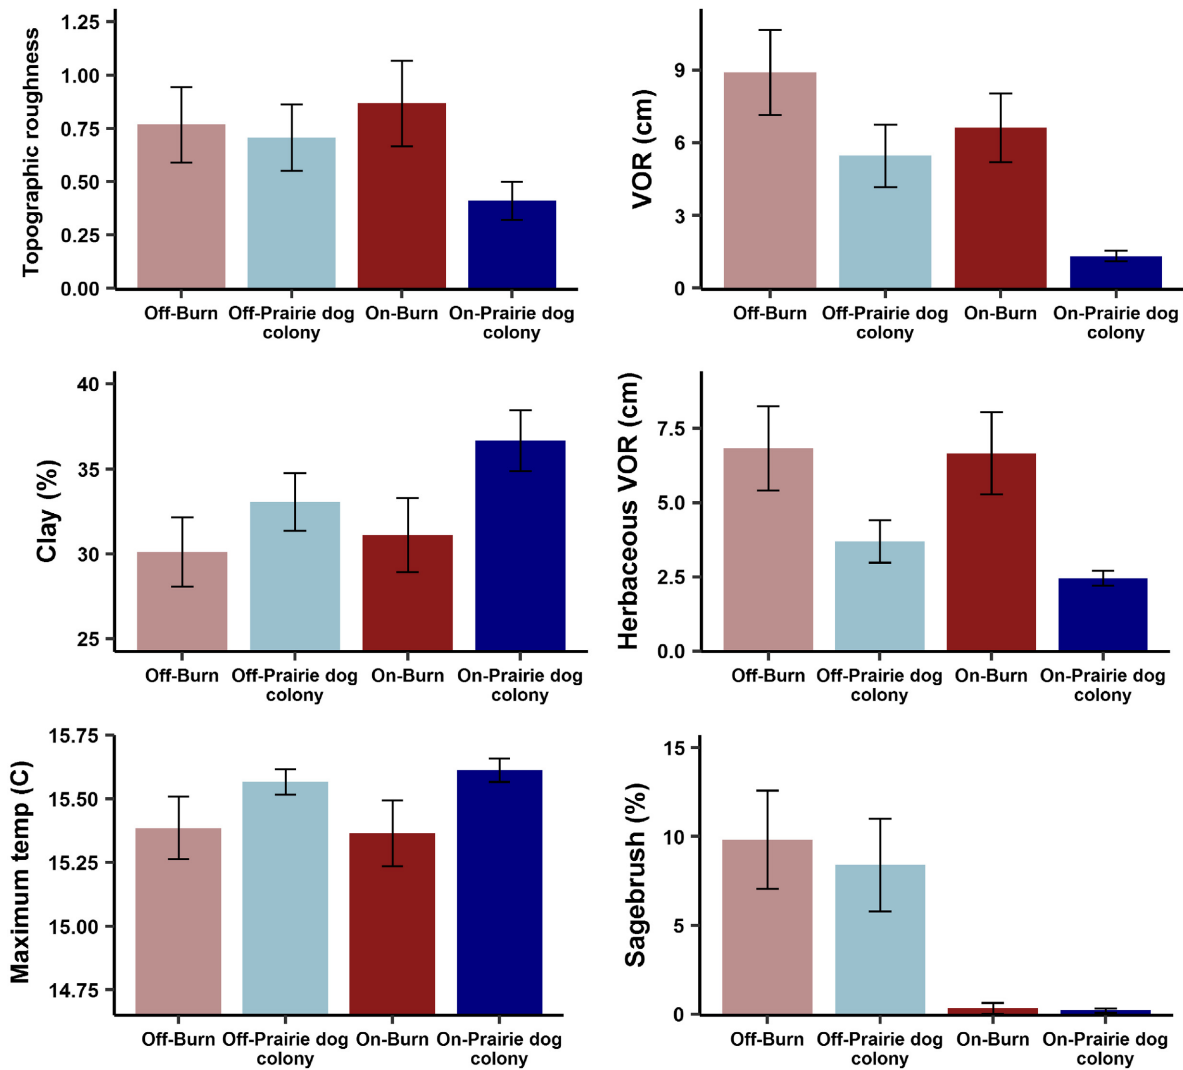 Topographic roughness
1.25
1.00
0.75
0.50
0.25
0.00
Off-Burn Off-Prairie dog colony On-Burn On-Prairie dog colony
VOR (cm)
9
6
3
0
Off-Burn Off-Prairie dog colony On-Burn On-Prairie dog colony
Clay (%)
40
35
30
25
Off-Burn Off-Prairie dog colony On-Burn On-Prairie dog colony
Herbaceous VOR (cm)
7.5
5.0
2.5
0.0
Off-Burn Off-Prairie dog colony On-Burn On-Prairie dog colony
Maximum temp (C)
15.75
15.50
15.25
15.00
14.75
Off-Burn Off-Prairie dog colony On-Burn On-Prairie dog colony
Sagebrush (%)
15
10
5
0
Off-Burn Off-Prairie dog colony On-Burn On-Prairie dog colony